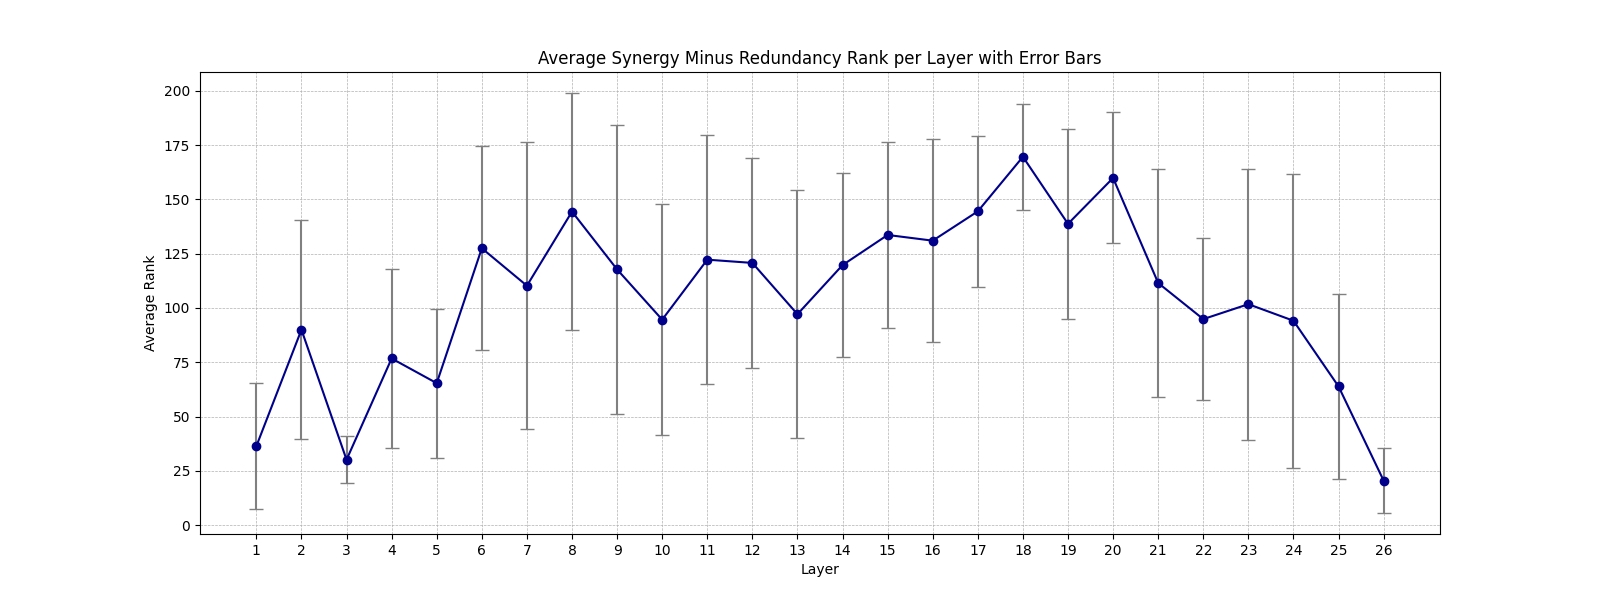 Average Synergy Minus Redundancy Rank per Layer with Error Bars
Average Rank
200
175
150
125
100
75
50
25
0
1 2 3 4 5 6 7 8 9 10 11 12 13 14 15 16 17 18 19 20 21 22 23 24 25 26
Layer